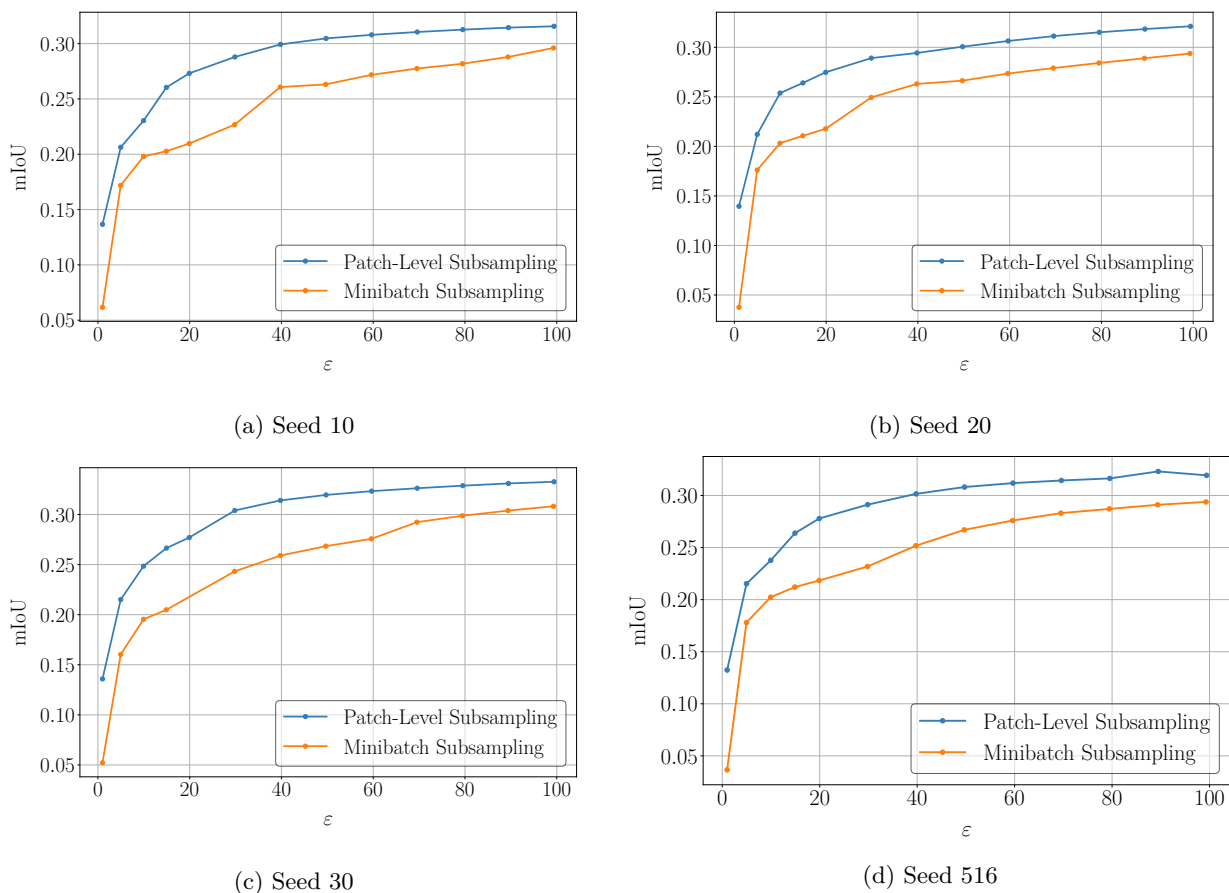 0.30
0.25
0.20
0.15
0.10
0.05
mIoU
0 20 40 60 80 100
ε
Patch-Level Subsampling
Minibatch Subsampling
(a) Seed 10
0.30
0.25
0.20
0.15
0.10
0.05
mIoU
0 20 40 60 80 100
ε
Patch-Level Subsampling
Minibatch Subsampling
(b) Seed 20
0.30
0.25
0.20
0.15
0.10
0.05
mIoU
0 20 40 60 80 100
ε
Patch-Level Subsampling
Minibatch Subsampling
(c) Seed 30
0.30
0.25
0.20
0.15
0.10
0.05
mIoU
0 20 40 60 80 100
ε
Patch-Level Subsampling
Minibatch Subsampling
(d) Seed 516